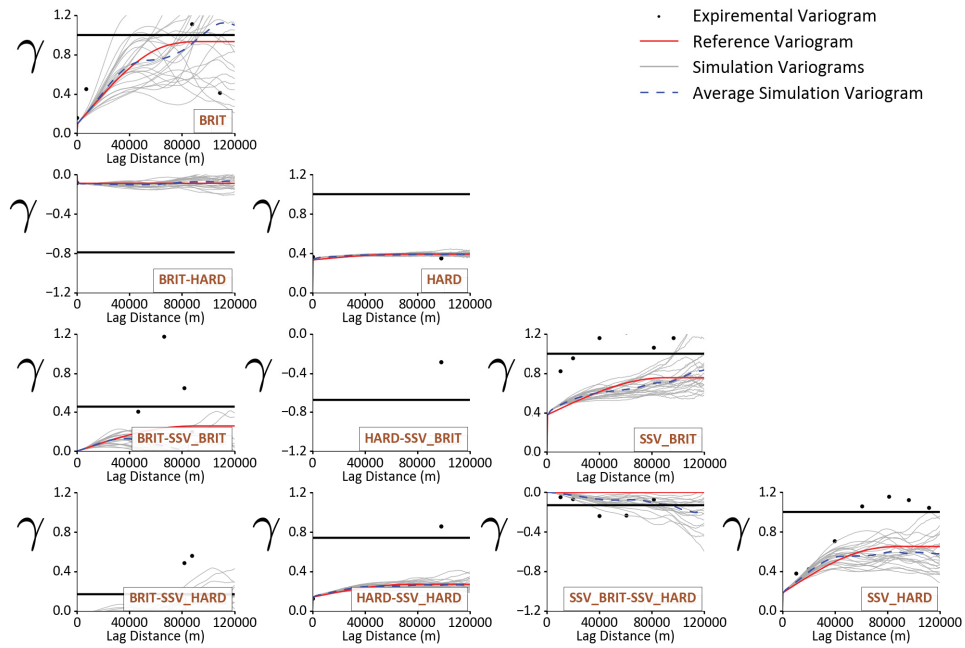 Expiremental Variogram
Reference Variogram
Simulation Variograms
Average Simulation Variogram
γ
1.2
0.8
0.4
0.0
0 40000 80000 120000
Lag Distance (m)
BRIT
γ
0.0
−0.4
−0.8
−1.2
0 40000 80000 120000
Lag Distance (m)
BRIT-HARD
γ
1.2
0.8
0.4
0.0
0 40000 80000 120000
Lag Distance (m)
HARD
γ
1.2
0.8
0.4
0.0
0 40000 80000 120000
BRIT-SSV_BRIT
γ
0.0
−0.4
−0.8
−1.2
0 40000 80000 120000
HARD-SSV_BRIT
γ
1.2
0.8
0.4
0.0
0 40000 80000 120000
Lag Distance (m)
SSV_BRIT
γ
1.2
0.8
0.4
0.0
0 40000 80000 120000
Lag Distance (m)
BRIT-SSV_HARD
γ
1.2
0.8
0.4
0.0
0 40000 80000 120000
Lag Distance (m)
HARD-SSV_HARD
γ
0.0
−0.4
−0.8
−1.2
0 40000 80000 120000
Lag Distance (m)
SSV_BRIT-SSV_HARD
γ
1.2
0.8
0.4
0.0
0 40000 80000 120000
Lag Distance (m)
SSV_HARD